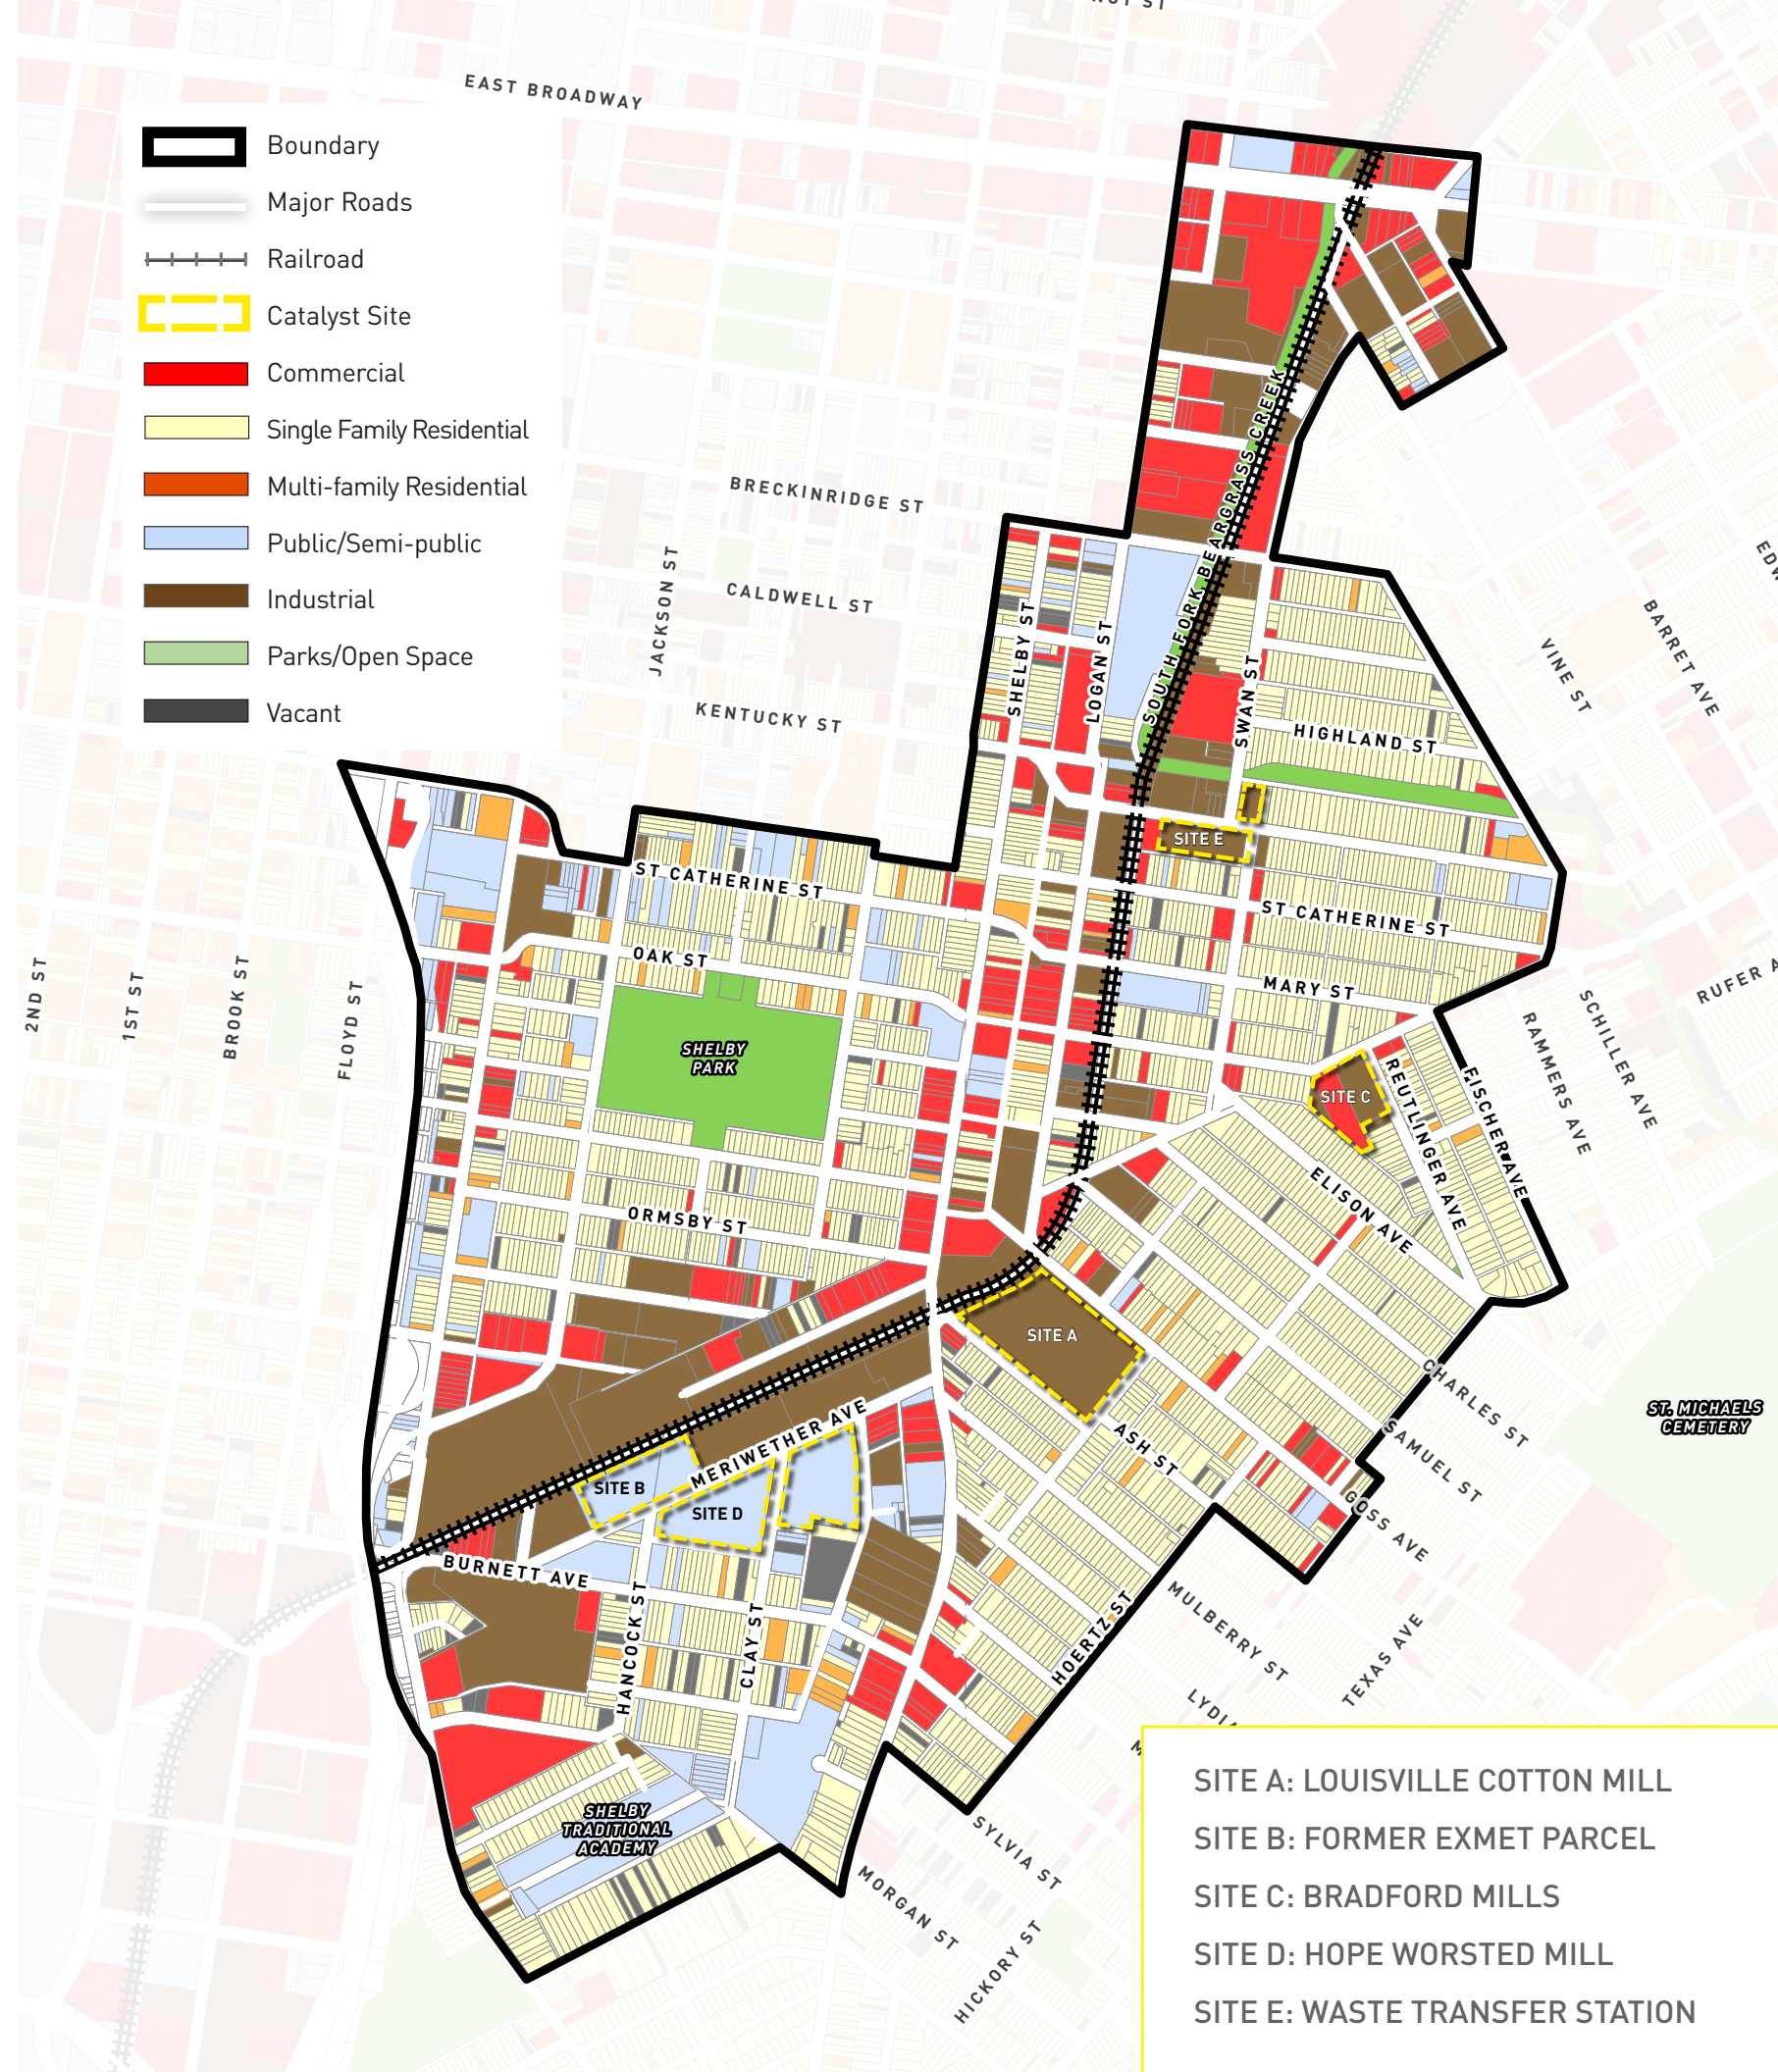 EAST BROADWAY
Boundary
Major Roads
Railroad
Catalyst Site
Commercial
Single Family Residential
Multi-family Residential
Public/Semi-public
Industrial
Parks/Open Space
Vacant
BRECKINRIDGE ST
JACKSON ST
CALDWELL ST
KENTUCKY ST
SHELBY ST
LOGAN ST
SOUTH FORK BEARGRASS CREEK
SWAN ST
HIGHLAND ST
VINE ST
BARRET AVE
SITE E
ST CATHERINE ST
ST CATHERINE ST
OAK ST
MARY ST
2ND ST
1ST ST
BROOK ST
FLOYD ST
SHELBY
PARK
SITE C
REUTLINGER AVE
FISCHER AVE
RAMMERS AVE
SCHILLER AVE
ELISON AVE
ORMSBY ST
SITE A
CHARLES ST
SAMUEL ST
GOSS AVE
ASH ST
ST. MICHAELS
CEMETERY
MERIWETHER AVE
SITE B
SITE D
BURNETT AVE
HANCOCK ST
CLAY ST
HOERTZ ST
MULBERRY ST
TEXAS AVE
SHELBY
TRADITIONAL
ACADEMY
SYLVIA ST
MORGAN ST
HICKORY ST
SITE A: LOUISVILLE COTTON MILL
SITE B: FORMER EXMET PARCEL
SITE C: BRADFORD MILLS
SITE D: HOPE WORSTED MILL
SITE E: WASTE TRANSFER STATION